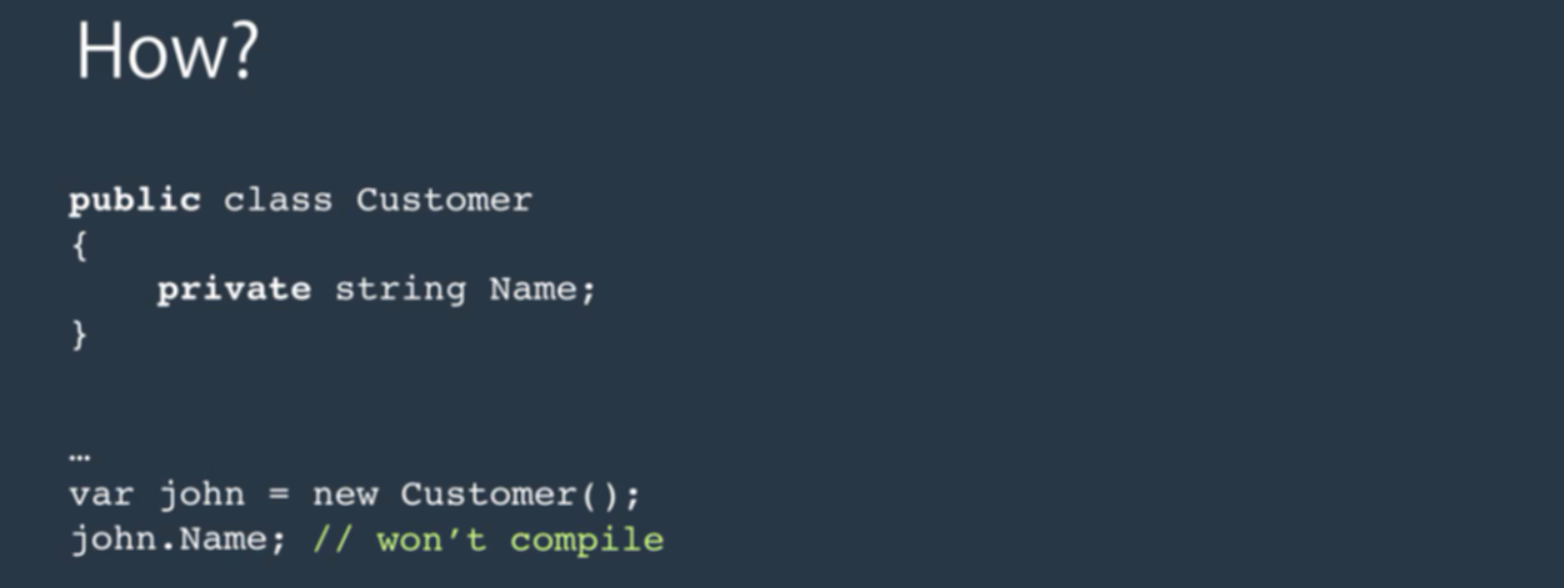 How?
public class Customer
{
    private string Name;
}
…
var john = new Customer();
john.Name; // won’t compile